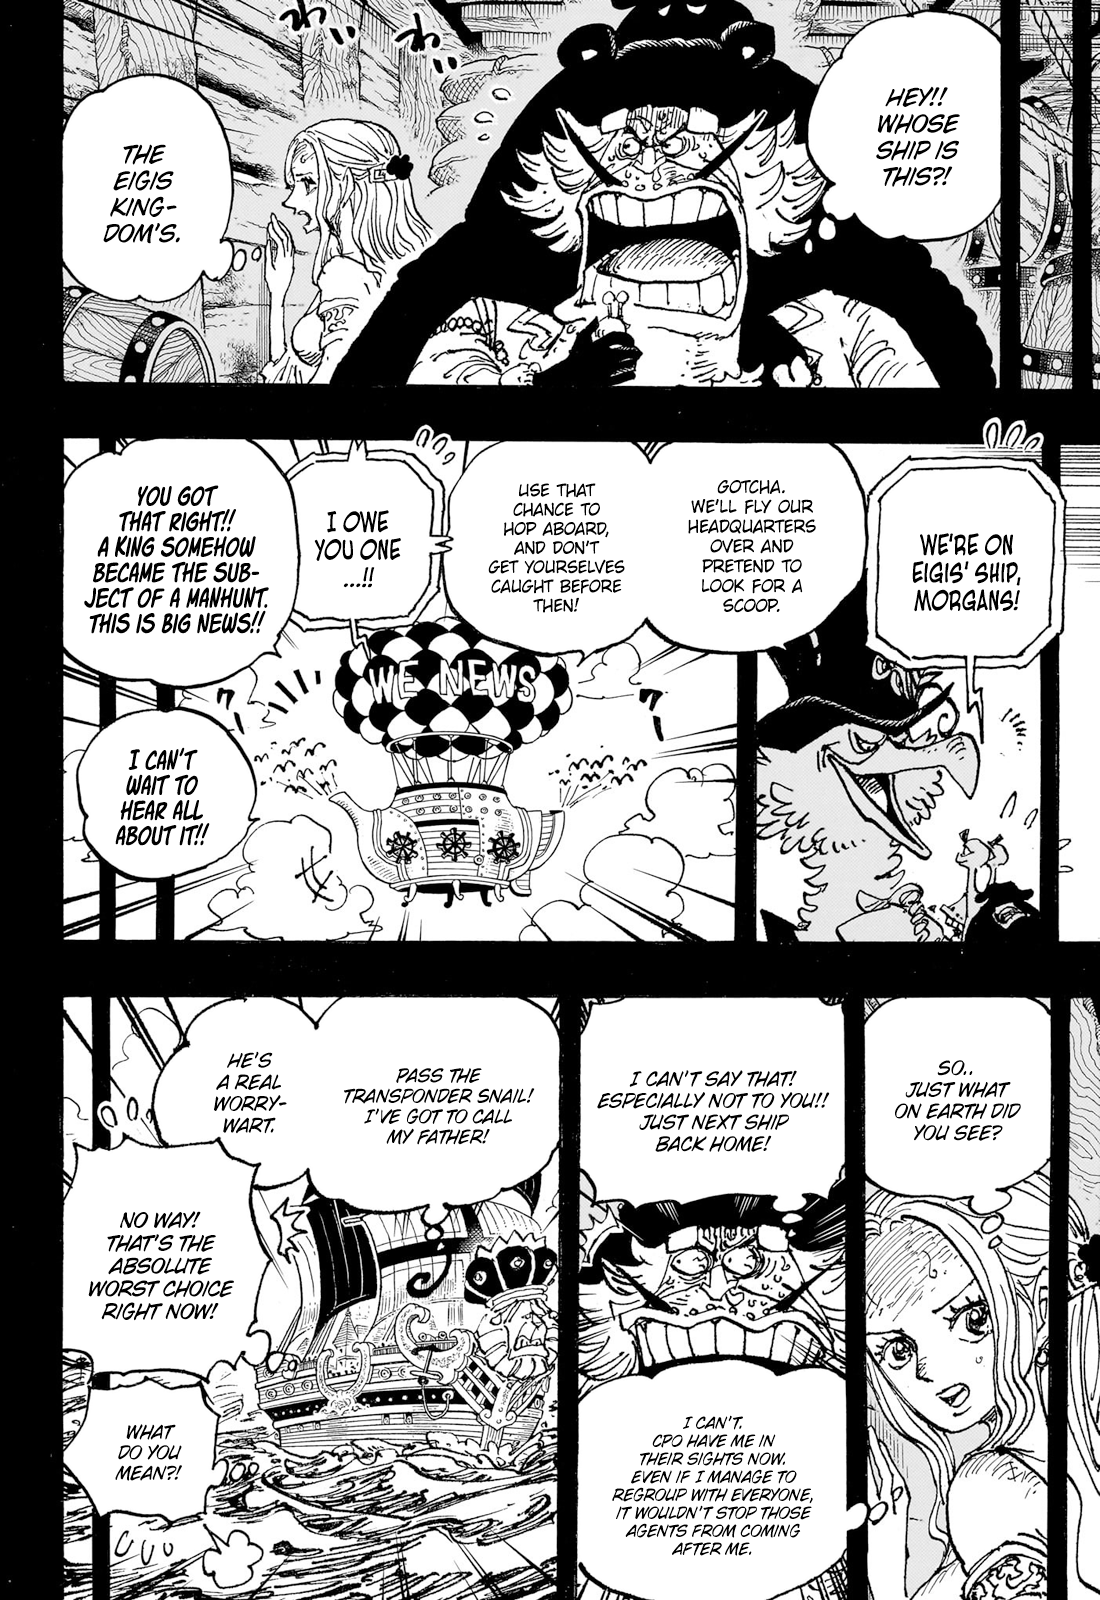 わ
わ
HEY!!
WHOSE
SHIP IS
THIS?!
THE
EIGIS
KING-
DOM'S.
WE'RE ON
EIGIS' SHIP,
MORGANS!
GOTCHA.
WE'LL FLY OUR
HEADQUARTERS
OVER AND
PRETEND TO
LOOK FOR A
SCOOP.
USE THAT
CHANCE TO
HOP ABOARD,
AND DON'T
GET YOURSELVES
CAUGHT BEFORE
THEN!
I OWE
YOU ONE
...!!
YOU GOT
THAT RIGHT!!
A KING SOMEHOW
BECAME THE SUB-
JECT OF A MANHUNT.
THIS IS BIG NEWS!!
I CAN'T
WAIT TO
HEAR ALL
ABOUT IT!!
WE NEWS
SO..
JUST WHAT
ON EARTH DID
YOU SEE?
I CAN'T SAY THAT!
ESPECIALLY NOT TO YOU!!
JUST NEXT SHIP
BACK HOME!
I CAN'T.
CP0 HAVE ME IN
THEIR SIGHTS NOW.
EVEN IF I MANAGE TO
REGROUP WITH EVERYONE,
IT WOULDN'T STOP THOSE
AGENTS FROM COMING
AFTER ME.
PASS THE
TRANSPONDER SNAIL!
I'VE GOT TO CALL
MY FATHER!
HE'S
A REAL
WORRY-
WART.
NO WAY!
THAT'S THE
ABSOLUTE
WORST CHOICE
RIGHT NOW!
WHAT
DO YOU
MEAN?!